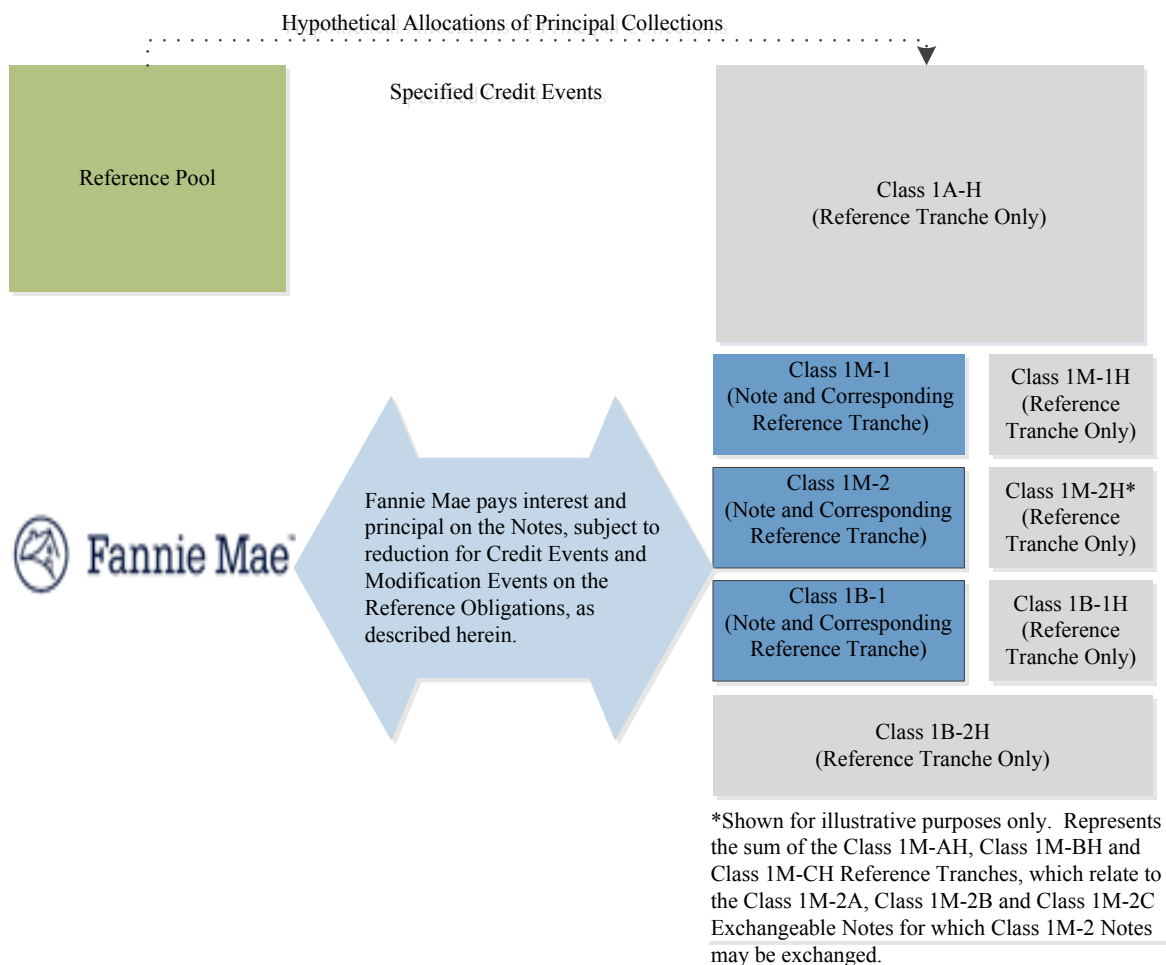 Hypothetical Allocations of Principal Collections
Specified Credit Events
Reference Pool
Class 1A-H
(Reference Tranche Only)
Class 1M-1
(Note and Corresponding
Reference Tranche)
Class 1M-1H
(Reference
Tranche Only)
Fannie Mae pays interest and
principal on the Notes, subject to
reduction for Credit Events and
Modification Events on the
Reference Obligations, as
described herein.
Class 1M-2
(Note and Corresponding
Reference Tranche)
Class 1M-2H*
(Reference
Tranche Only)
Fannie Mae™
Class 1B-1
(Note and Corresponding
Reference Tranche)
Class 1B-1H
(Reference
Tranche Only)
Class 1B-2H
(Reference Tranche Only)
*Shown for illustrative purposes only.  Represents
the sum of the Class 1M-AH, Class 1M-BH and
Class 1M-CH Reference Tranches, which relate to
the Class 1M-2A, Class 1M-2B and Class 1M-2C
Exchangeable Notes for which Class 1M-2 Notes
may be exchanged.